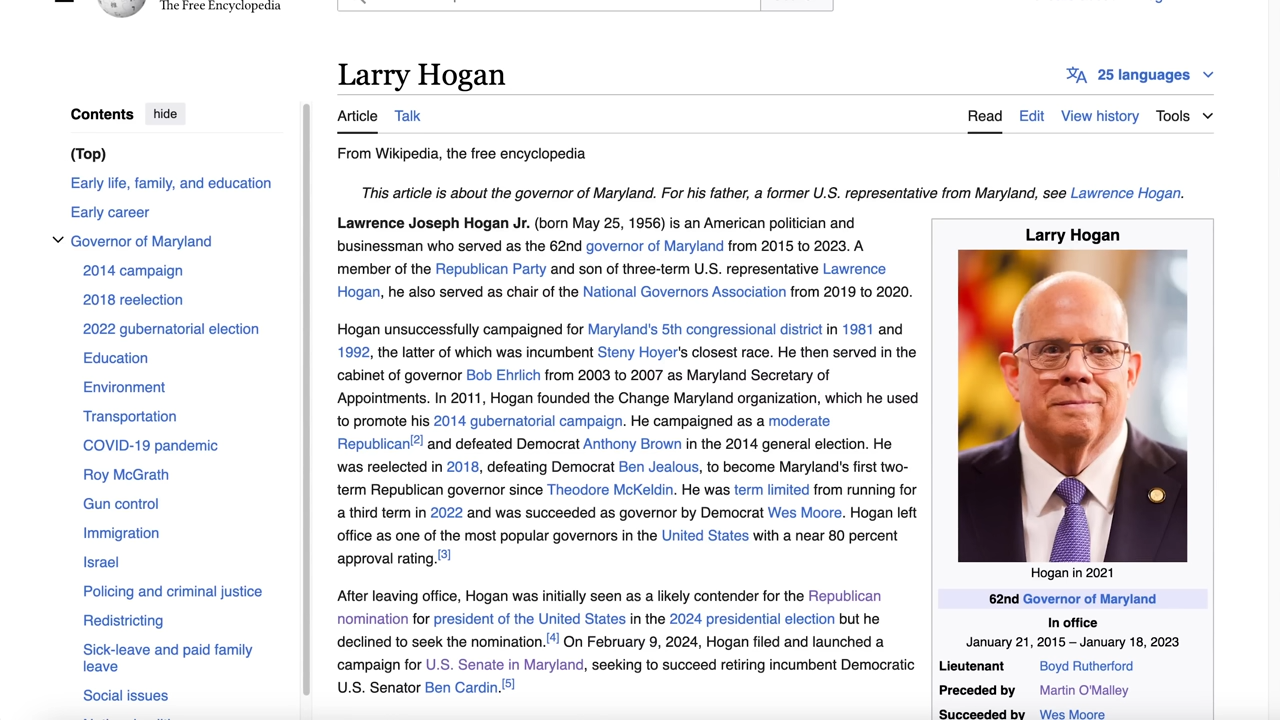 The Free Encyclopedia
Larry Hogan
25 languages
Contents
hide
(Top)
Early life, family, and education
Early career
Governor of Maryland
2014 campaign
2018 reelection
2022 gubernatorial election
Education
Environment
Transportation
COVID-19 pandemic
Roy McGrath
Gun control
Immigration
Israel
Policing and criminal justice
Redistricting
Sick-leave and paid family
leave
Social issues
Article Talk
Read Edit View history Tools
From Wikipedia, the free encyclopedia
This article is about the governor of Maryland. For his father, a former U.S. representative from Maryland, see Lawrence Hogan.
Lawrence Joseph Hogan Jr. (born May 25, 1956) is an American politician and
businessman who served as the 62nd governor of Maryland from 2015 to 2023. A
member of the Republican Party and son of three-term U.S. representative Lawrence
Hogan, he also served as chair of the National Governors Association from 2019 to 2020.
Hogan unsuccessfully campaigned for Maryland's 5th congressional district in 1981 and
1992, the latter of which was incumbent Steny Hoyer's closest race. He then served in the
cabinet of governor Bob Ehrlich from 2003 to 2007 as Maryland Secretary of
Appointments. In 2011, Hogan founded the Change Maryland organization, which he used
to promote his 2014 gubernatorial campaign. He campaigned as a moderate
Republican[2] and defeated Democrat Anthony Brown in the 2014 general election. He
was reelected in 2018, defeating Democrat Ben Jealous, to become Maryland's first two-
term Republican governor since Theodore McKeldin. He was term limited from running for
a third term in 2022 and was succeeded as governor by Democrat Wes Moore. Hogan left
office as one of the most popular governors in the United States with a near 80 percent
approval rating.[3]
After leaving office, Hogan was initially seen as a likely contender for the Republican
nomination for president of the United States in the 2024 presidential election but he
declined to seek the nomination.[4] On February 9, 2024, Hogan filed and launched a
campaign for U.S. Senate in Maryland, seeking to succeed retiring incumbent Democratic
U.S. Senator Ben Cardin.[5]
Larry Hogan
Hogan in 2021
62nd Governor of Maryland
In office
January 21, 2015 – January 18, 2023
Lieutenant Boyd Rutherford
Preceded by Martin O'Malley
Succeeded by Wes Moore